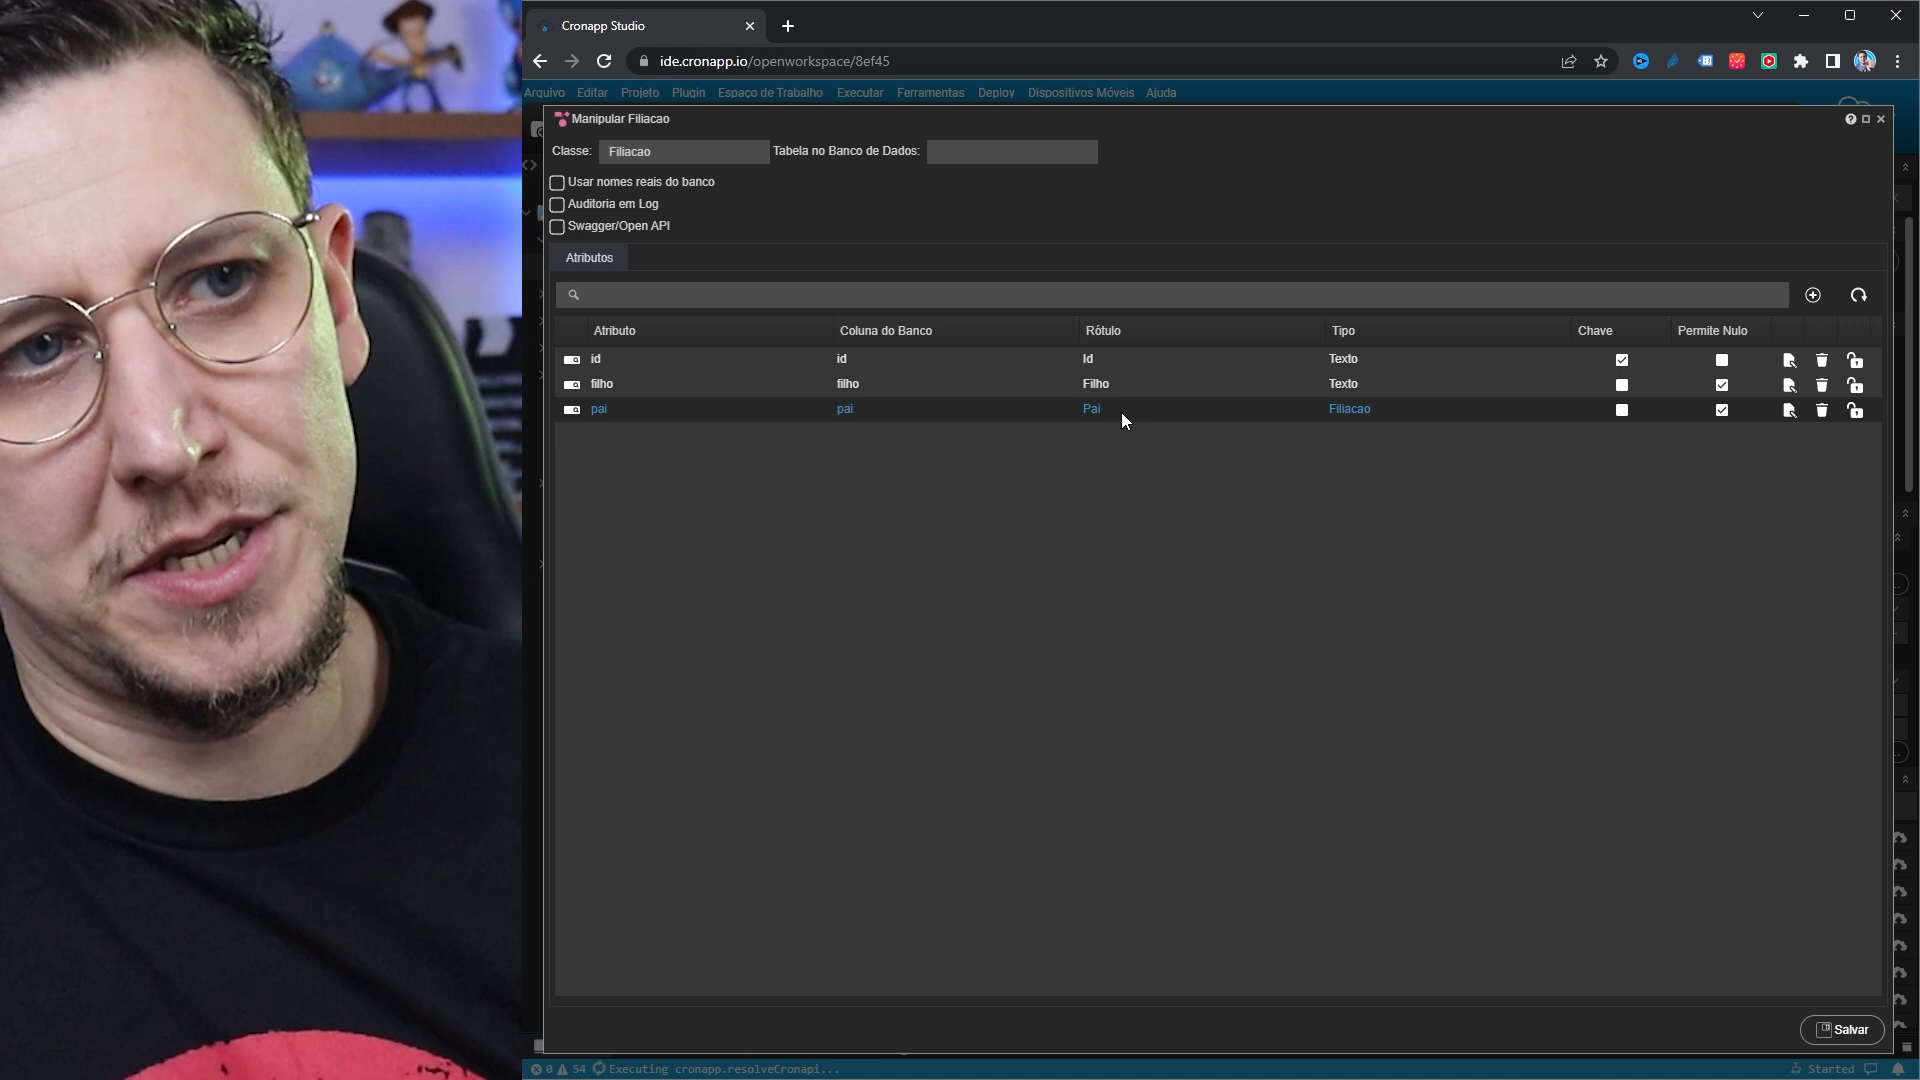 Cronapp Studio
ide.cronapp.io/openworkspace/8ef45
Arquivo Editar Projeto Plugin Espaço de Trabalho Executar Ferramentas Deploy Dispositivos Móveis Ajuda
Manipular Filiacao
Classe: Filiacao Tabela no Banco de Dados:
Usar nomes reais do banco
Auditoria em Log
Swagger/Open API
Atributos
Atributo Coluna do Banco Rótulo Tipo Chave Permite Nulo
id id Id Texto
filho filho Filho Texto
pai pai Pai Filiacao
Salvar
0 54 Executing cronapp.resolveCronapi... Started